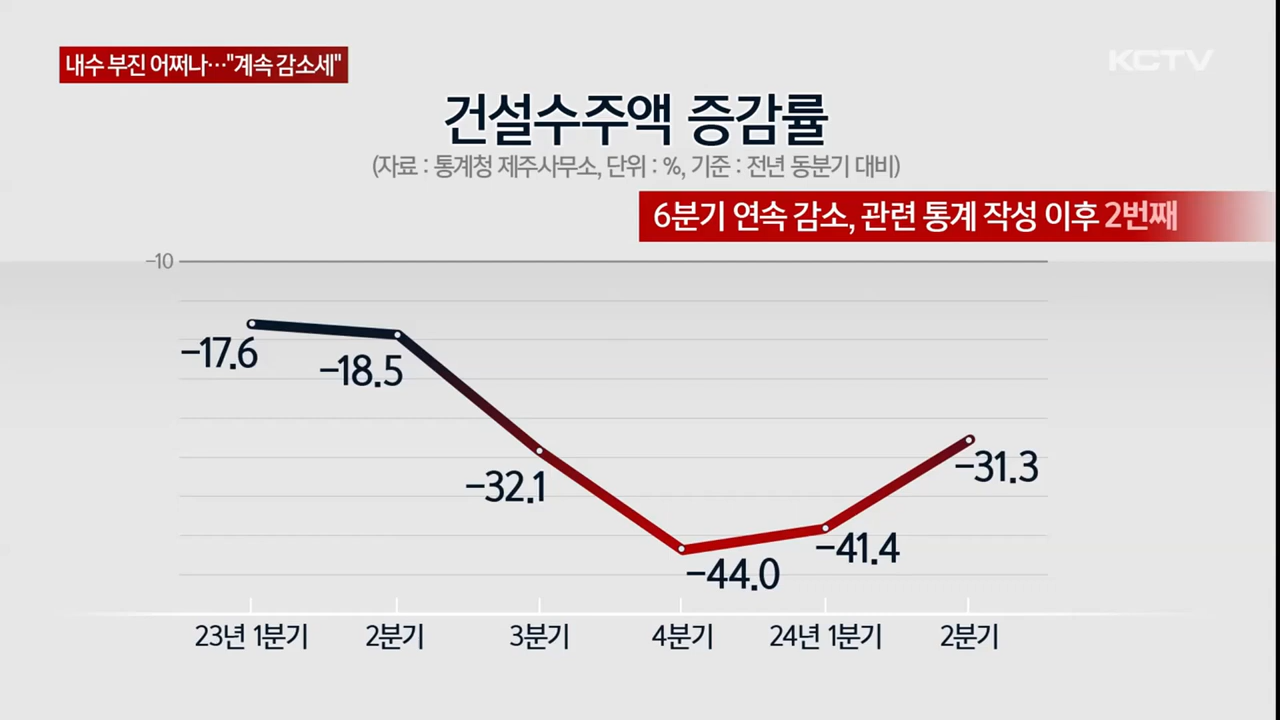 내수 부진 어쩌나…"계속 감소세"
KCTV
건설수주액 증감률
(자료 : 통계청 제주사무소, 단위 : %, 기준 : 전년 동분기 대비)
6분기 연속 감소, 관련 통계 작성 이후 2번째
-10
-17.6
-18.5
-32.1
-44.0
-41.4
-31.3
23년 1분기
2분기
3분기
4분기
24년 1분기
2분기